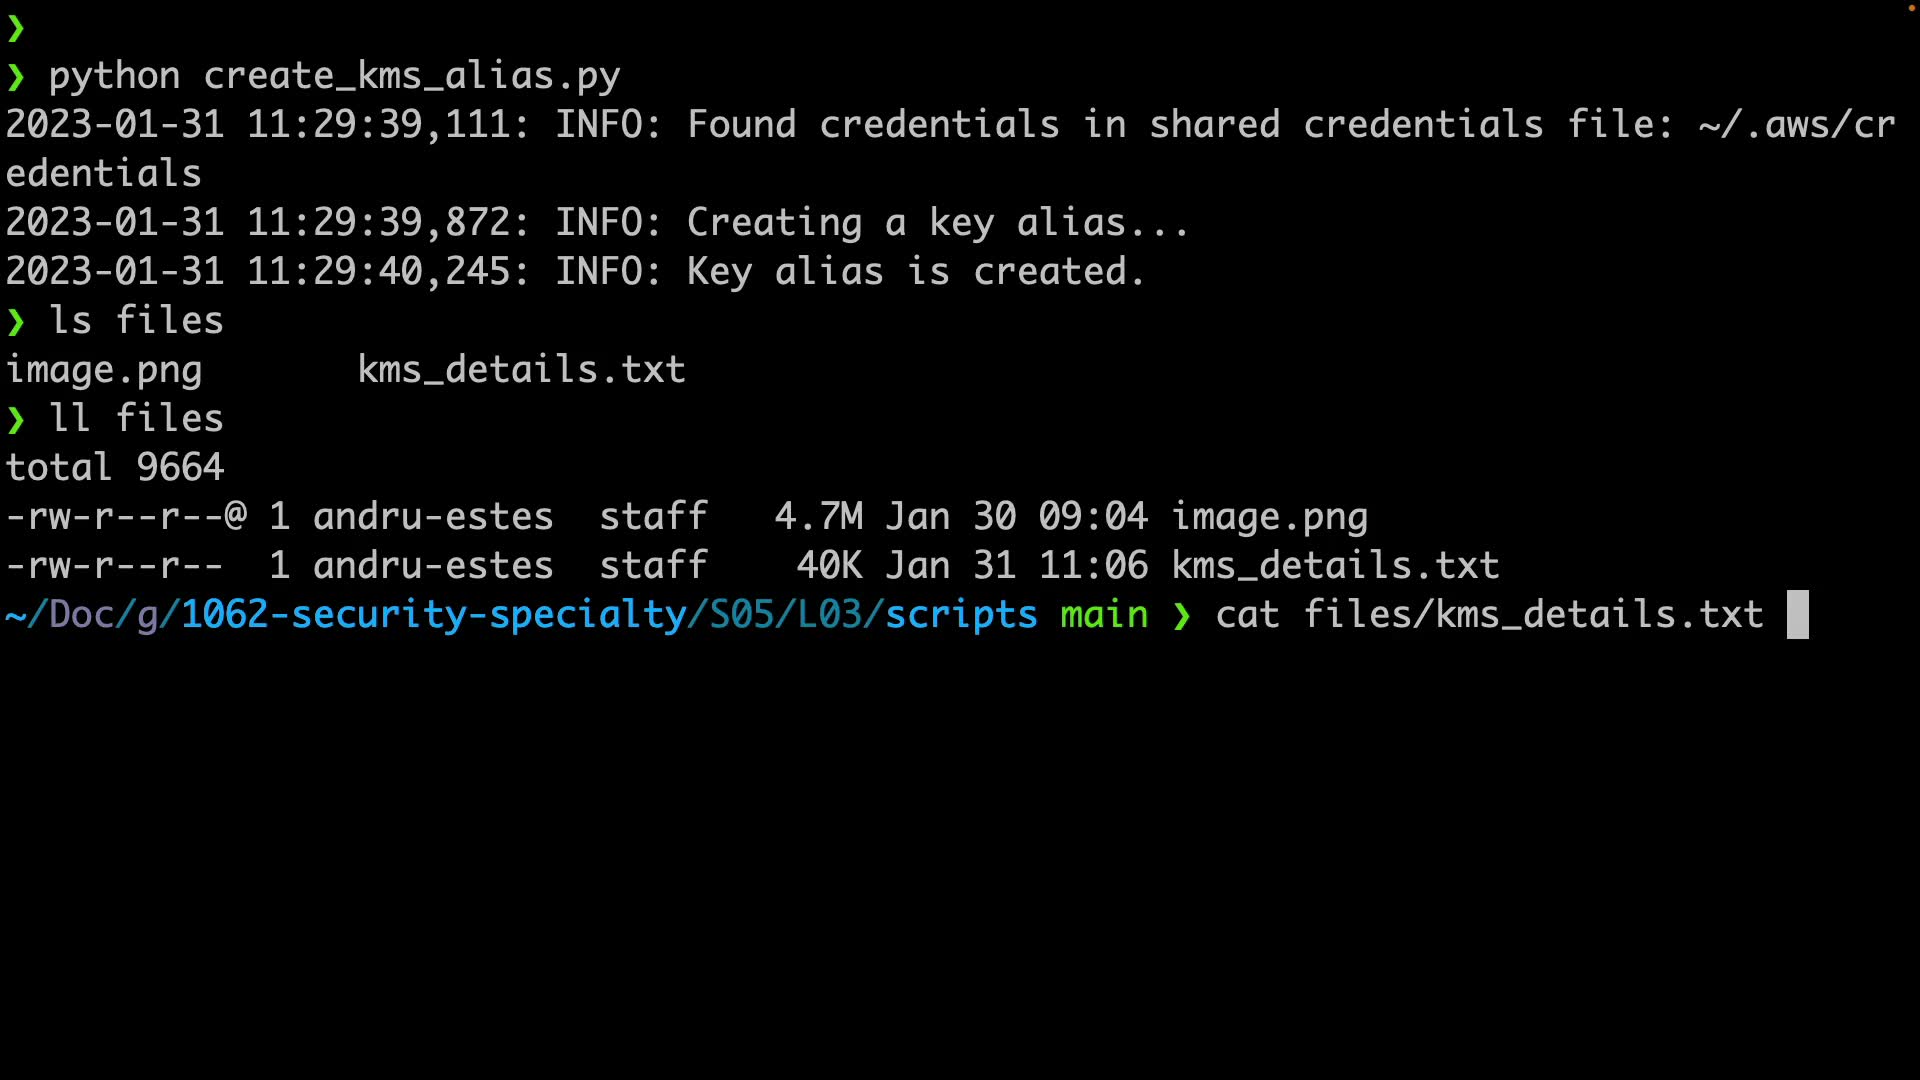 ❯
❯ python create_kms_alias.py
2023-01-31 11:29:39,111: INFO: Found credentials in shared credentials file: ~/.aws/cr
edentials
2023-01-31 11:29:39,872: INFO: Creating a key alias...
2023-01-31 11:29:40,245: INFO: Key alias is created.
❯ ls files
image.png       kms_details.txt
❯ ll files
total 9664
-rw-r--r--@ 1 andru-estes  staff   4.7M Jan 30 09:04 image.png
-rw-r--r--  1 andru-estes  staff    40K Jan 31 11:06 kms_details.txt
~/Doc/g/1062-security-specialty/S05/L03/scripts main ❯ cat files/kms_details.txt